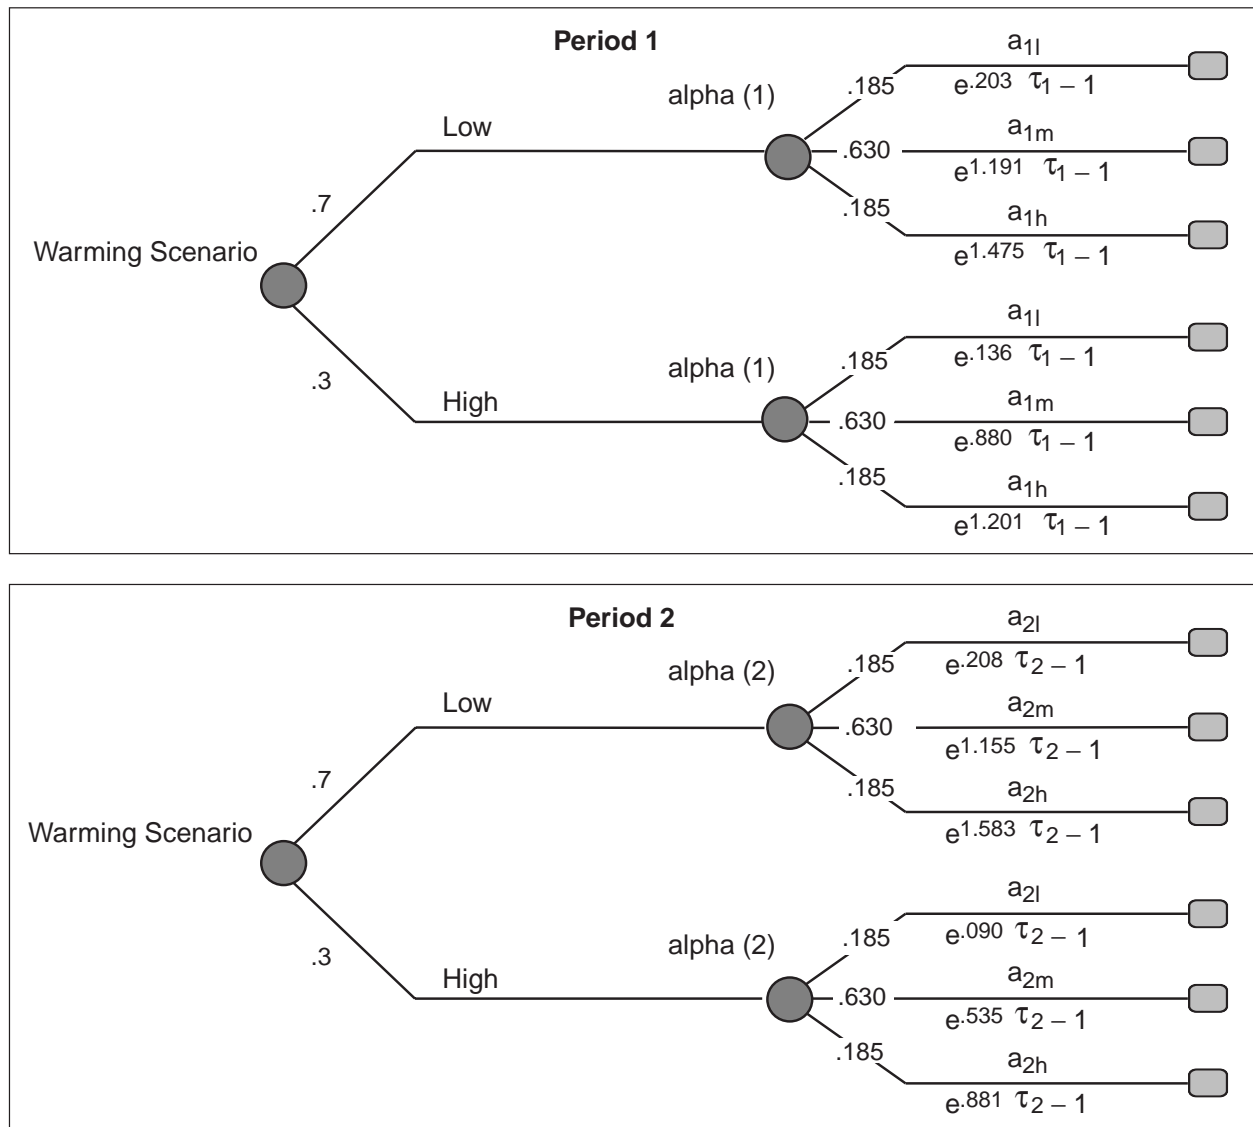 Period 1
a1l
.185
e.203 τ1 – 1
alpha (1)
Low
a1m
.630
e1.191 τ1 – 1
.7
.185
a1h
e1.475 τ1 – 1
Warming Scenario
a1l
.185
e.136 τ1 – 1
alpha (1)
.3
High
a1m
.630
e.880 τ1 – 1
.185
a1h
e1.201 τ1 – 1
Period 2
a2l
.185
e.208 τ2 – 1
alpha (2)
Low
a2m
.630
e1.155 τ2 – 1
.7
.185
a2h
e1.583 τ2 – 1
Warming Scenario
a2l
.185
e.090 τ2 – 1
alpha (2)
.3
High
a2m
.630
e.535 τ2 – 1
.185
a2h
e.881 τ2 – 1